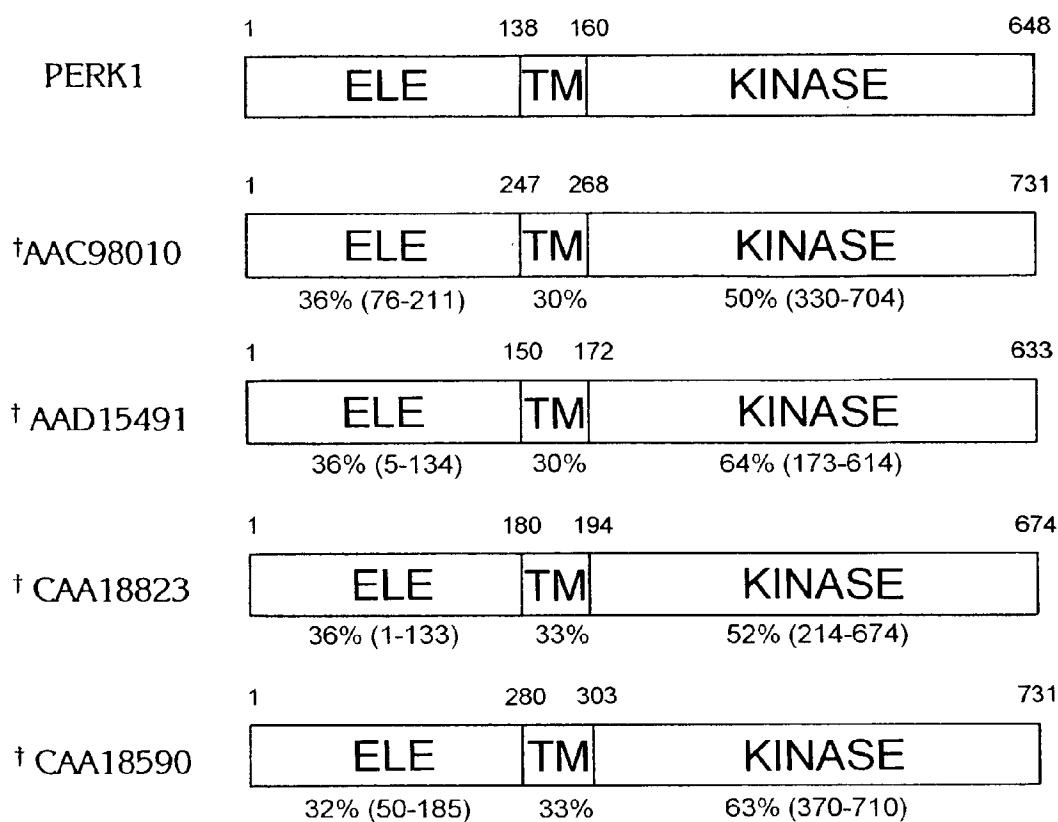 1 138 160 648
PERK1 ELE TM KINASE
1 247 268 731
†AAC98010 ELE TM KINASE
36% (76-211) 30% 50% (330-704)
1 150 172 633
† AAD15491 ELE TM KINASE
36% (5-134) 30% 64% (173-614)
1 180 194 674
† CAA18823 ELE TM KINASE
36% (1-133) 33% 52% (214-674)
1 280 303 731
† CAA18590 ELE TM KINASE
32% (50-185) 33% 63% (370-710)